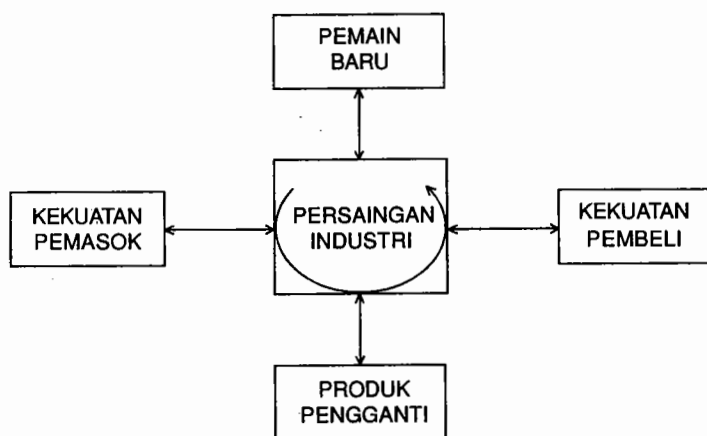 PEMAIN
BARU
KEKUATAN
PEMASOK
PERSAINGAN
INDUSTRI
KEKUATAN
PEMBELI
PRODUK
PENGGANTI